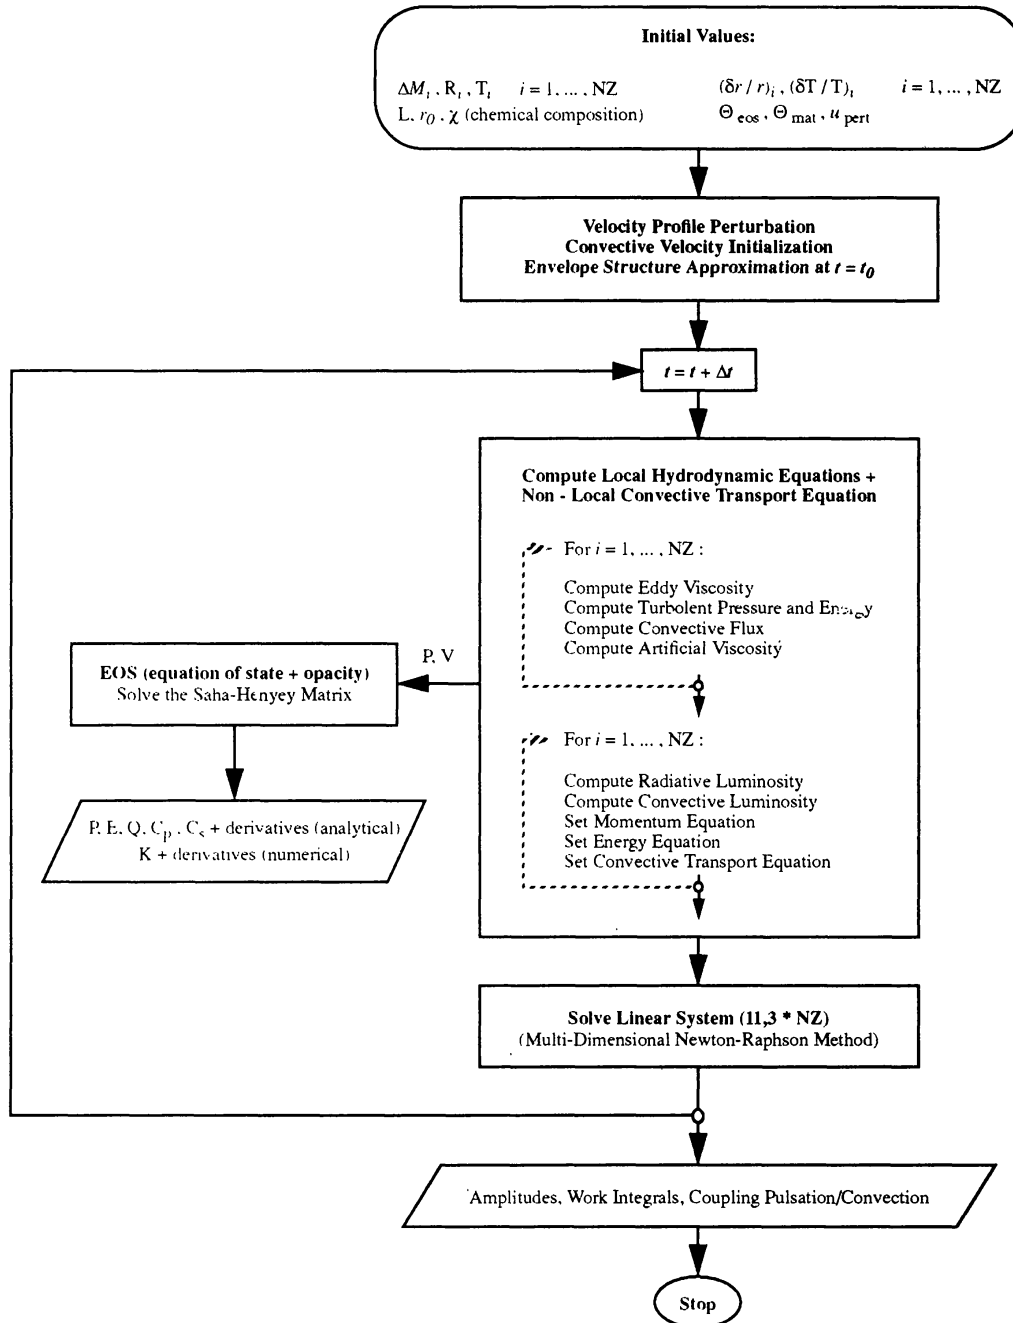 Initial Values:
ΔM_i, R_i, T_i  i = 1, ... , NZ  (δr / r)_i, (δT / T)_i  i = 1, ... , NZ
L, r_0, χ (chemical composition)  Θ_eos, Θ_mat, u_pert
Velocity Profile Perturbation
Convective Velocity Initialization
Envelope Structure Approximation at t = t_0
t = t + Δt
Compute Local Hydrodynamic Equations +
Non - Local Convective Transport Equation
For i = 1, ... , NZ :
Compute Eddy Viscosity
Compute Turbolent Pressure and Energy
Compute Convective Flux
Compute Artificial Viscosity
P, V
EOS (equation of state + opacity)
Solve the Saha-Henyey Matrix
P, E, Q, C_p, C_s + derivatives (analytical)
K + derivatives (numerical)
For i = 1, ... , NZ :
Compute Radiative Luminosity
Compute Convective Luminosity
Set Momentum Equation
Set Energy Equation
Set Convective Transport Equation
Solve Linear System (11,3 * NZ)
(Multi-Dimensional Newton-Raphson Method)
Amplitudes, Work Integrals, Coupling Pulsation/Convection
Stop